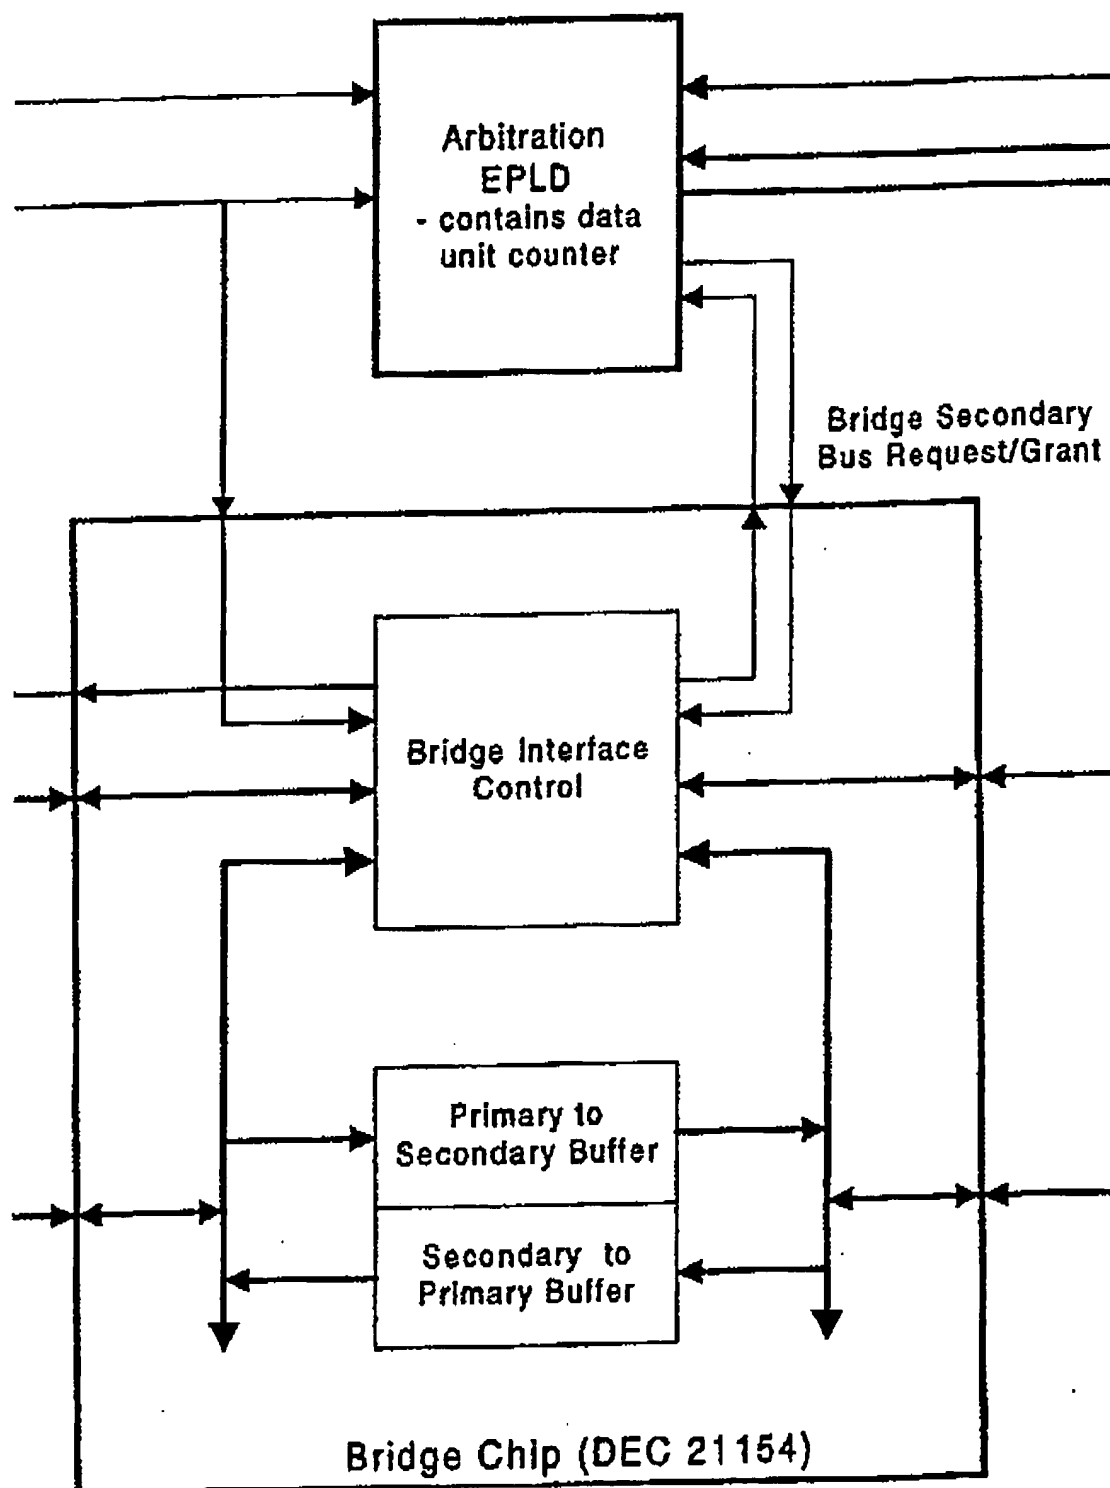 Arbitration
EPLD
- contains data
unit counter
Bridge Secondary
Bus Request/Grant
Bridge Interface
Control
Primary to
Secondary Buffer
Secondary to
Primary Buffer
Bridge Chip (DEC 21154)